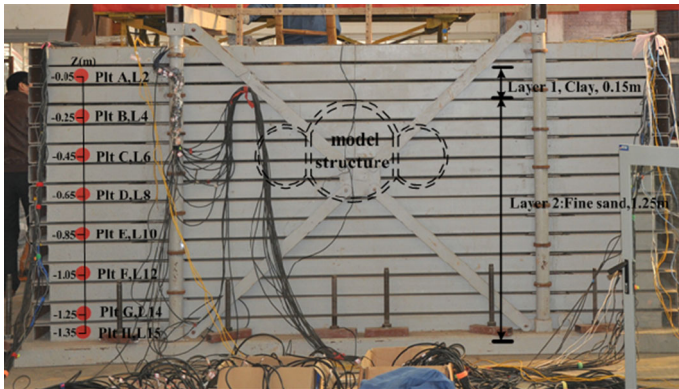 Z(m)
-0.05 Plt A,L2
-0.25 Plt B,L4
-0.45 Plt C,L6
-0.65 Plt D,L8
-0.85 Plt E,L10
-1.05 Plt F,L12
-1.25 Plt G,L14
-1.35 Plt H,L15
model
structure
Layer 1, Clay, 0.15m
Layer 2:Fine sand,1.25m